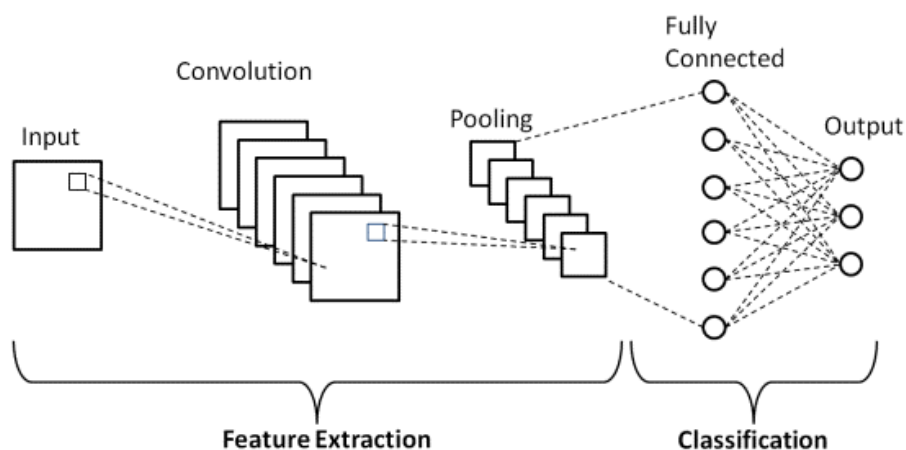 Input
Convolution
Pooling
Fully
Connected
Output
Feature Extraction
Classification